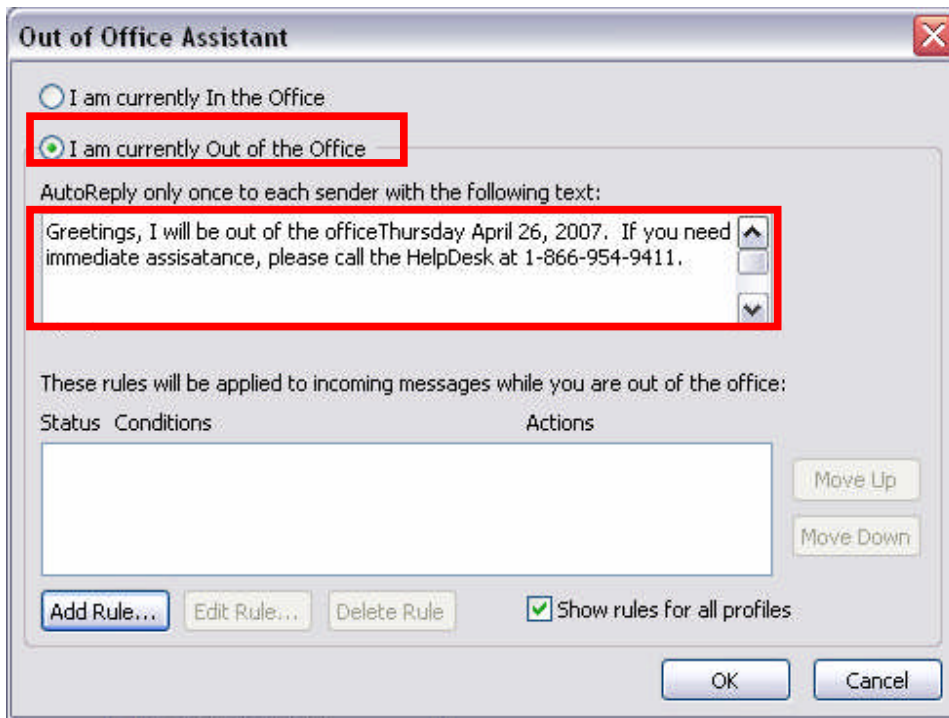 Out of Office Assistant
I am currently In the Office
I am currently Out of the Office
AutoReply only once to each sender with the following text:
Greetings, I will be out of the officeThursday April 26, 2007.  If you need
immediate assisatance, please call the HelpDesk at 1-866-954-9411.
These rules will be applied to incoming messages while you are out of the office:
Status Conditions Actions
Move Up
Move Down
Add Rule... Edit Rule... Delete Rule Show rules for all profiles
OK Cancel